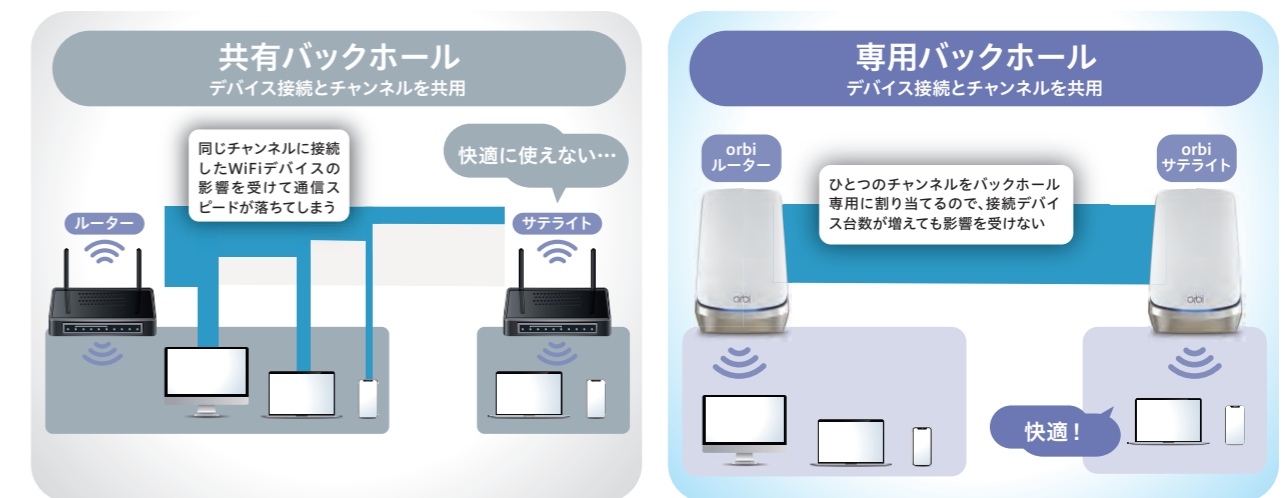 共有バックホール
デバイス接続とチャンネルを共用
同じチャンネルに接続
したWiFiデバイスの
影響を受けて通信ス
ピードが落ちてしまう
快適に使えない…
ルーター
サテライト
専用バックホール
デバイス接続とチャンネルを共用
orbi
ルーター
orbi
サテライト
ひとつのチャンネルをバックホール
専用に割り当てるので、接続デバイ
ス台数が増えても影響を受けない
orbi
orbi
快適！